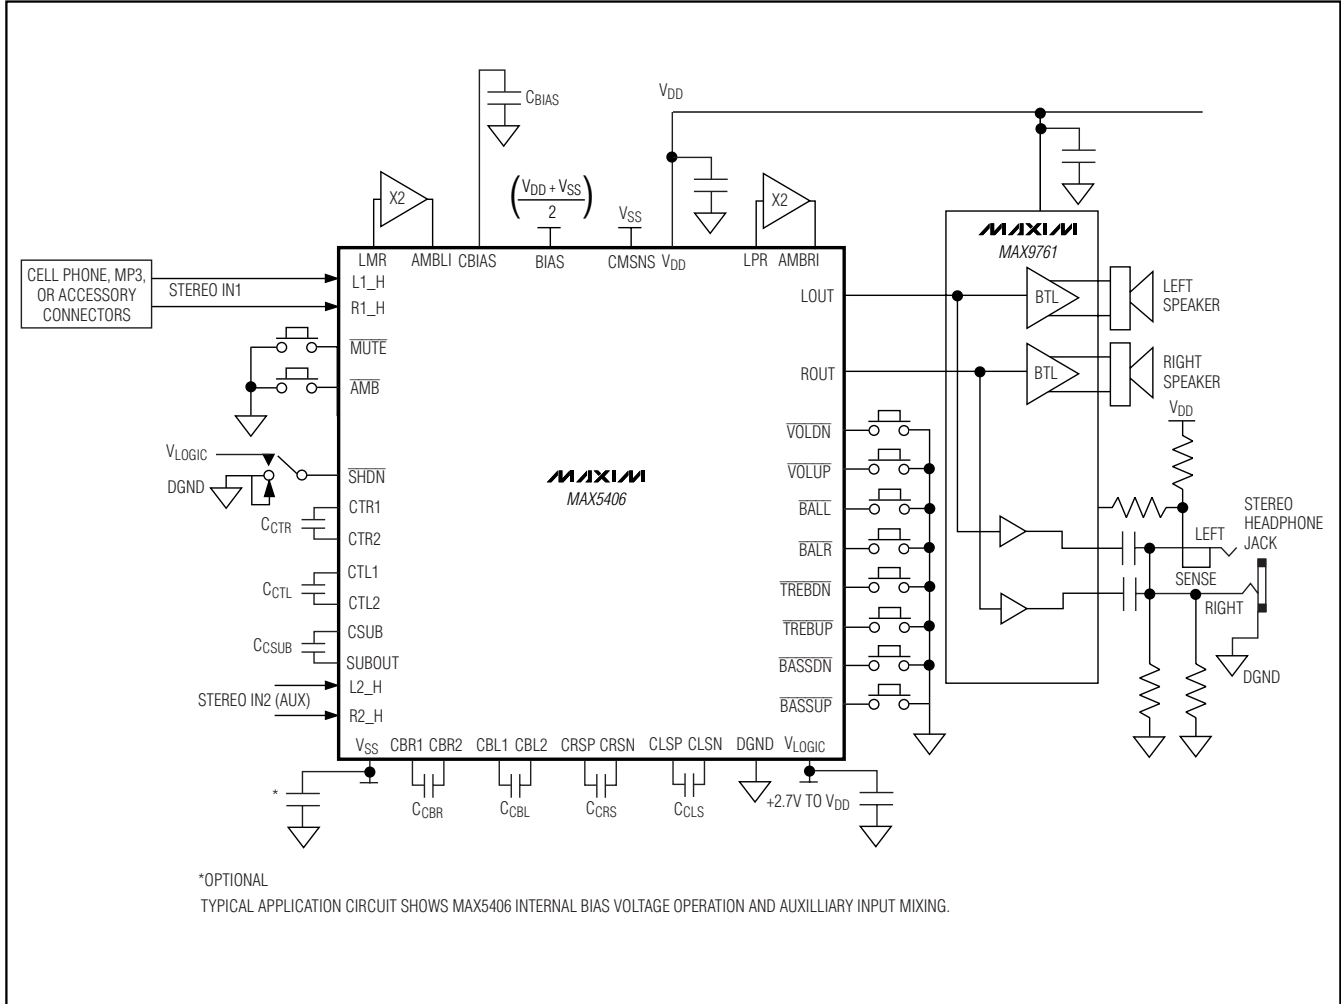 CBIAS
VDD
X2
(VDD + VSS)
2
VSS
X2
MAXIM
MAX9761
LMR
AMBLI
CBIAS
BIAS
CMSNS
VDD
LPR
AMBRI
CELL PHONE, MP3,
OR ACCESSORY
CONNECTORS
STEREO IN1
L1_H
R1_H
MUTE
AMB
LOUT
ROUT
BTL
LEFT
SPEAKER
BTL
RIGHT
SPEAKER
VDD
VLOGIC
DGND
SHDN
CCTR
CTR1
CTR2
CCTL
CTL1
CTL2
CCSUB
CSUB
SUBOUT
STEREO IN2 (AUX)
L2_H
R2_H
MAXIM
MAX5406
VOLDN
VOLUP
BALL
BALR
TREBDN
TREBUP
BASSDN
BASSUP
STEREO
HEADPHONE
JACK
LEFT
SENSE
RIGHT
DGND
VSS
CBR1
CBR2
CBL1
CBL2
CRSP
CRSN
CLSP
CLSN
DGND
VLOGIC
*
CCBR
CCBL
CCRS
CCLS
+2.7V TO VDD
*OPTIONAL
TYPICAL APPLICATION CIRCUIT SHOWS MAX5406 INTERNAL BIAS VOLTAGE OPERATION AND AUXILLIARY INPUT MIXING.